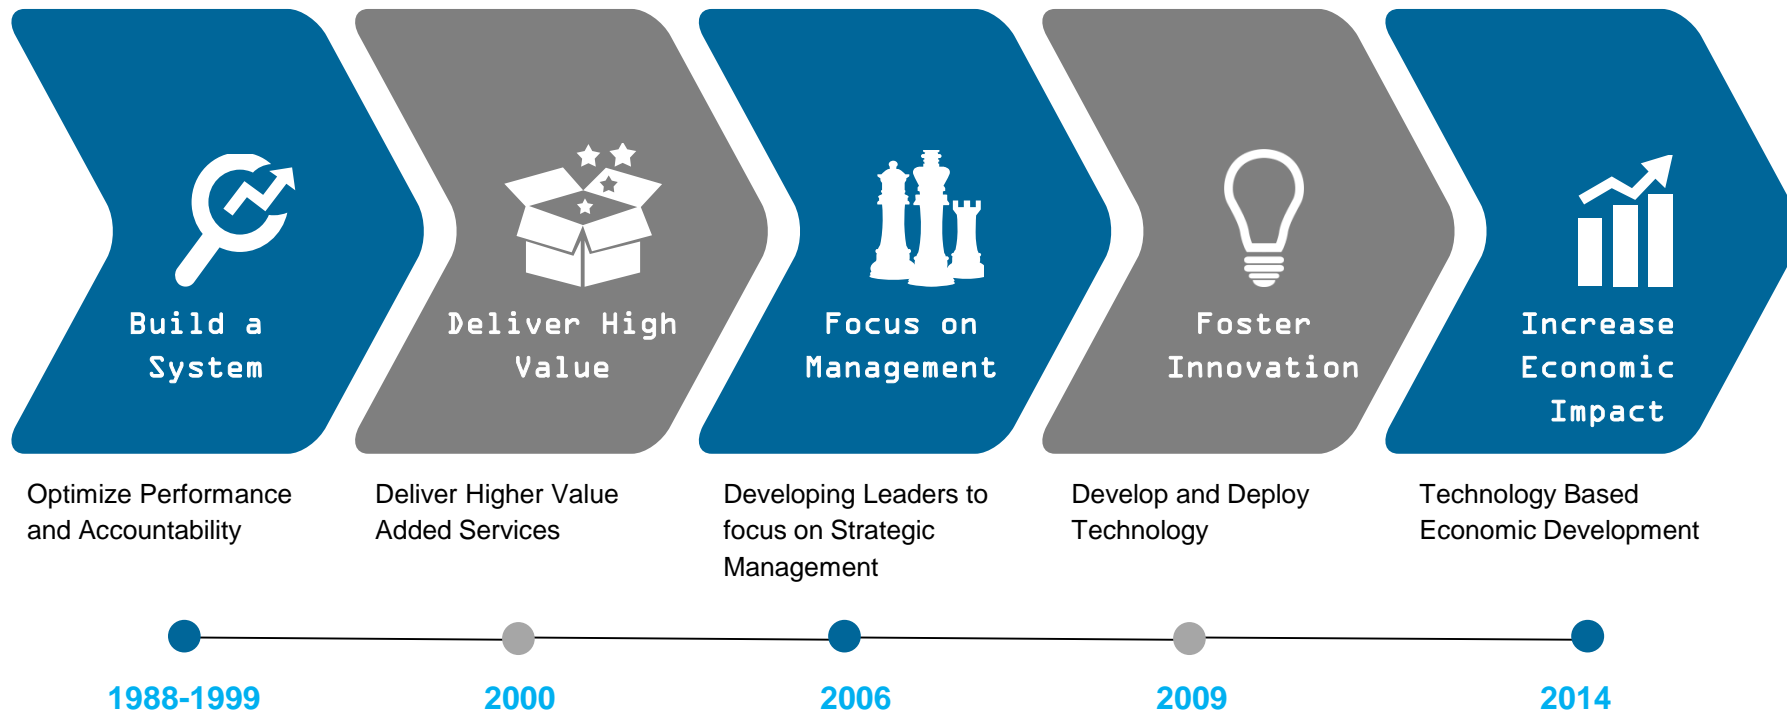 Build a
System
Deliver High
Value
Focus on
Management
Foster
Innovation
Increase
Economic
Impact
Optimize Performance
and Accountability
Deliver Higher Value
Added Services
Developing Leaders to
focus on Strategic
Management
Develop and Deploy
Technology
Technology Based
Economic Development
1988-1999
2000
2006
2009
2014